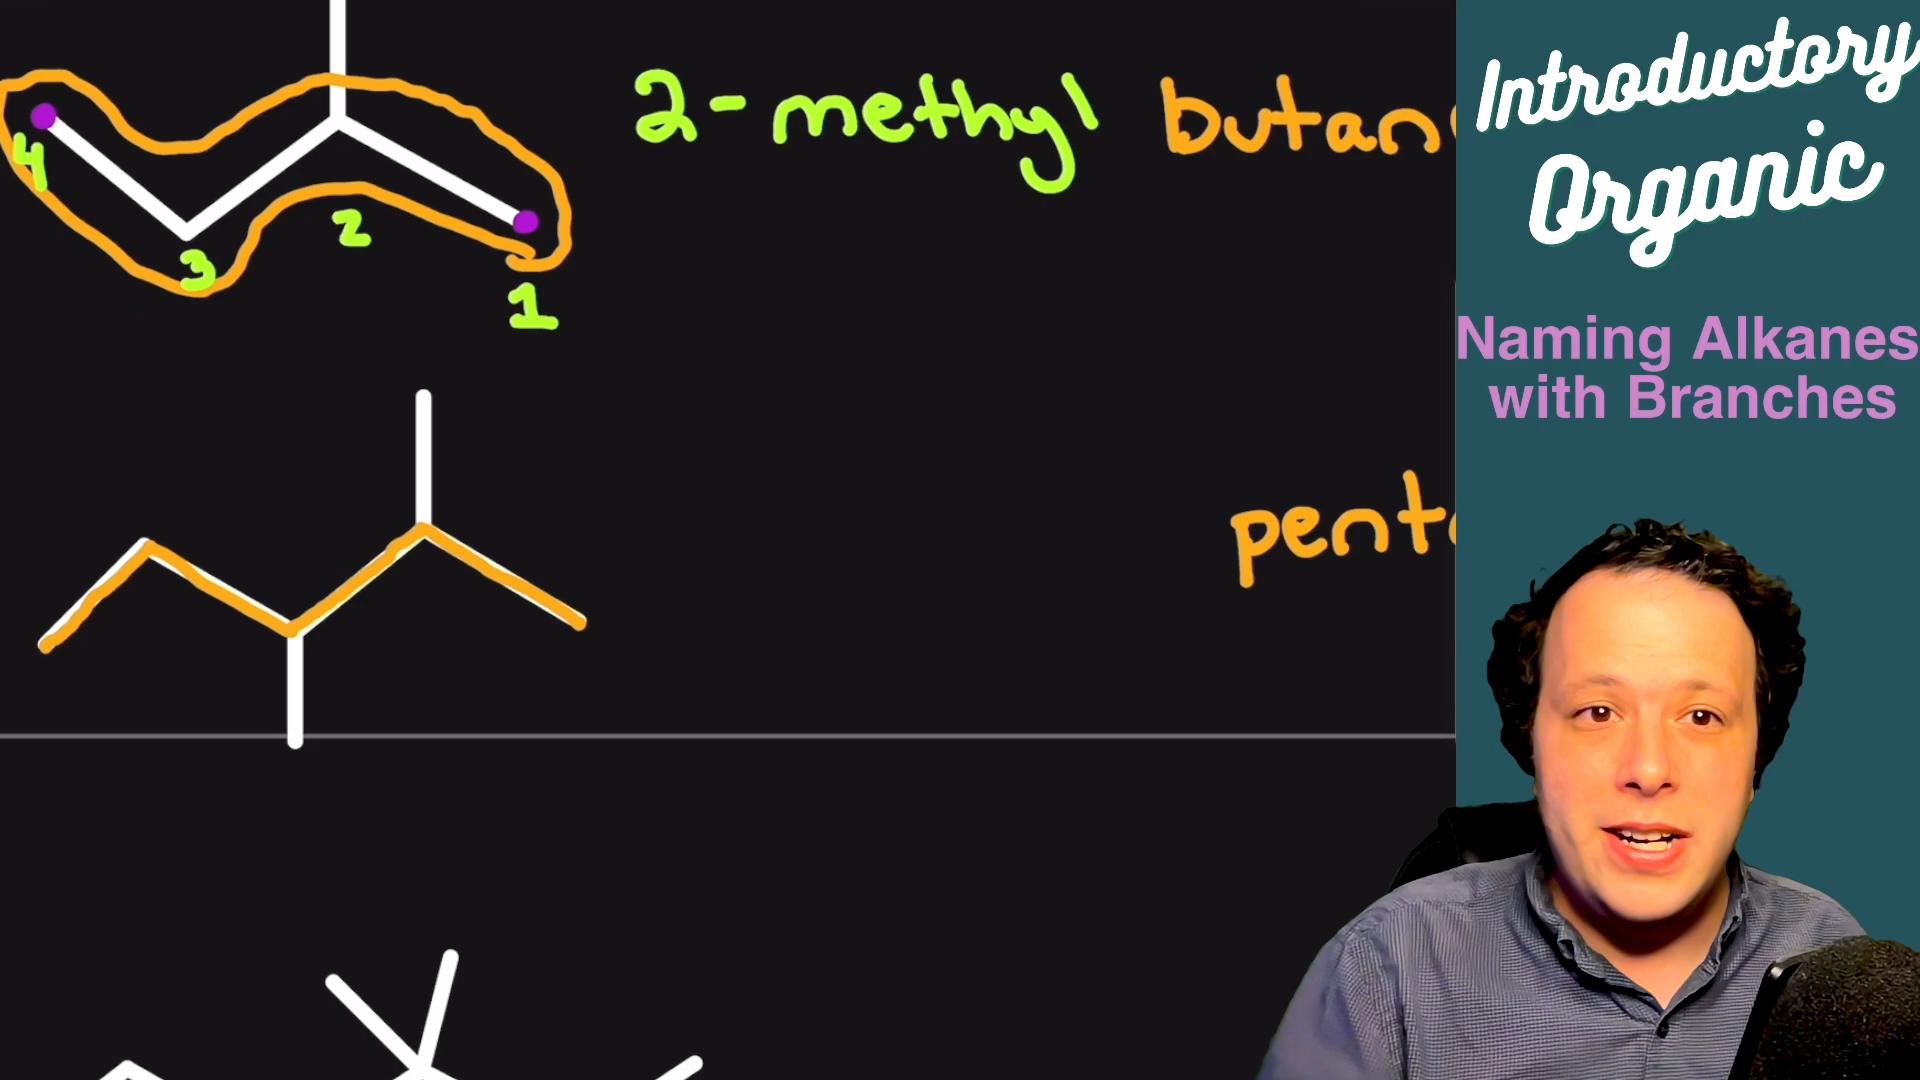 2-methyl butan
4
2
3
1
pent
Introductory
Organic
Naming Alkanes
with Branches